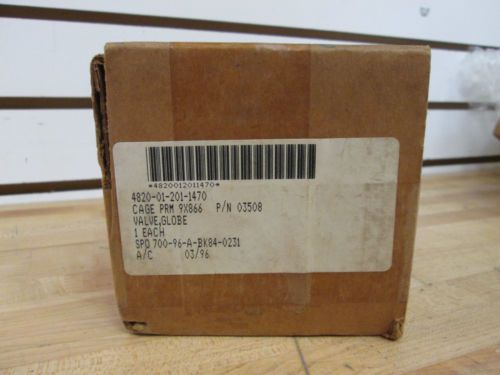 *4820012011470*
4820-01-201-1470
CAGE PRM 9X866 P/N 03508
VALVE,GLOBE
1 EACH
SPO 700-96-A-BK84-0231
A/C 03/96